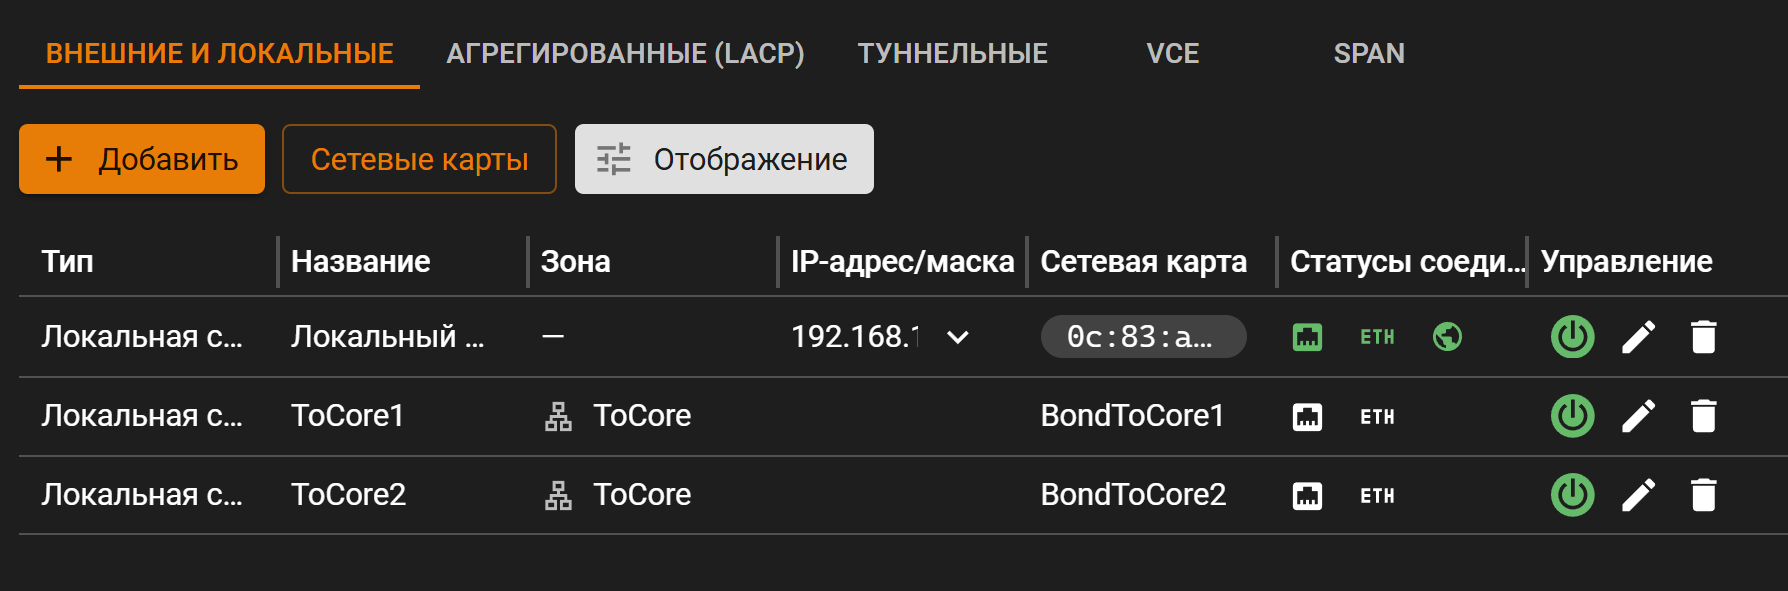 ВНЕШНИЕ И ЛОКАЛЬНЫЕ АГРЕГИРОВАННЫЕ (LACP) ТУННЕЛЬНЫЕ VCE SPAN
+ Добавить Сетевые карты Отображение
Тип Название Зона IP-адрес/маска Сетевая карта Статусы соеди... Управление
Локальная с... Локальный ... — 192.168.1 0c:83:a... ETH
Локальная с... ToCore1 ToCore BondToCore1 ETH
Локальная с... ToCore2 ToCore BondToCore2 ETH